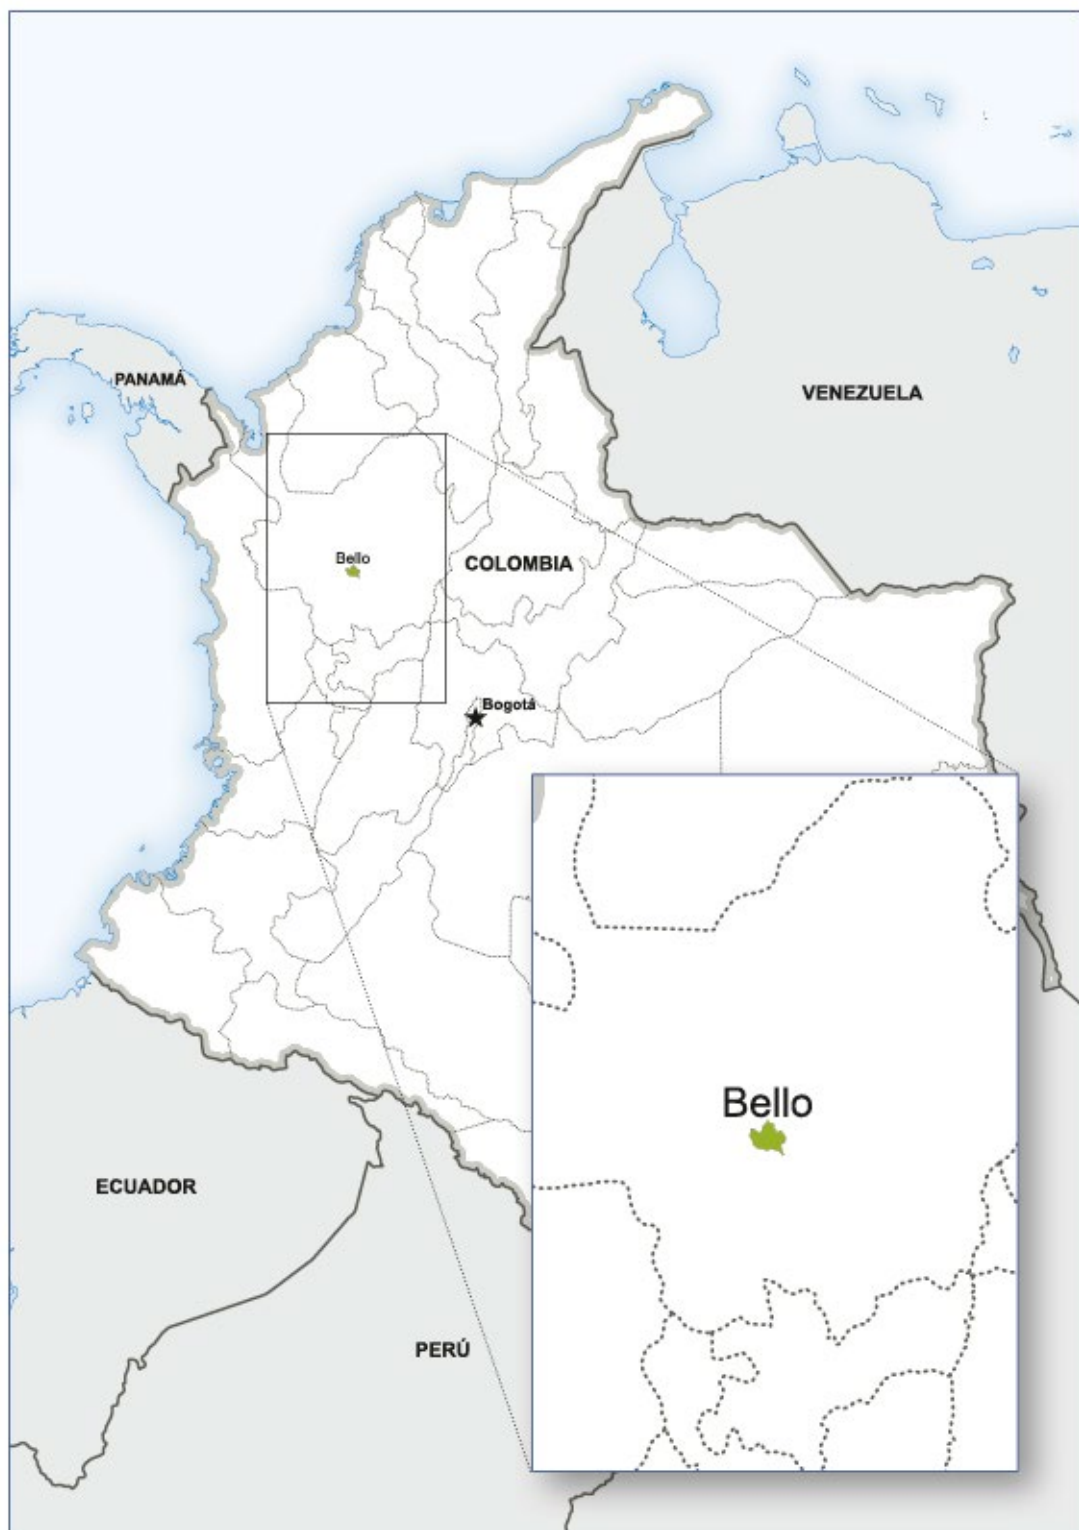 PANAMÁ
VENEZUELA
Bello
COLOMBIA
Bogotá
Bello
ECUADOR
PERÚ